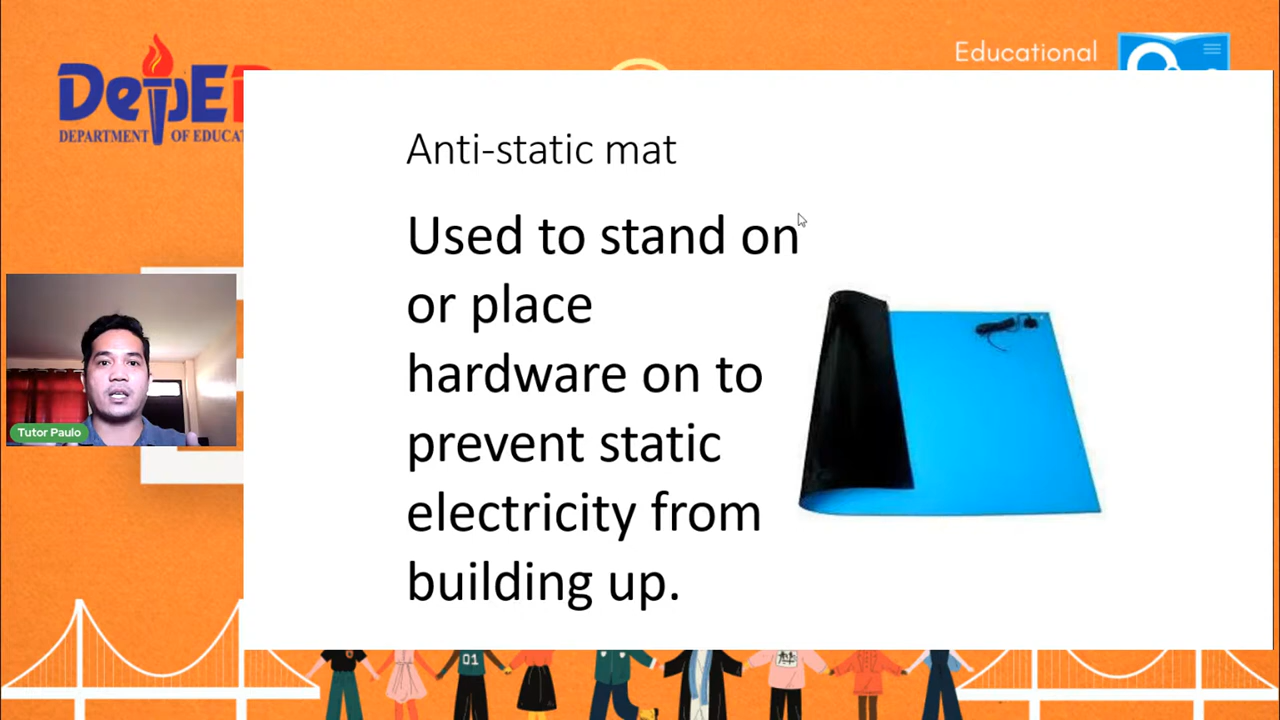 Educational
DepED
DEPARTMENT OF EDUCAT
Anti-static mat
Used to stand on
or place
hardware on to
prevent static
electricity from
building up.
Tutor Paulo
01